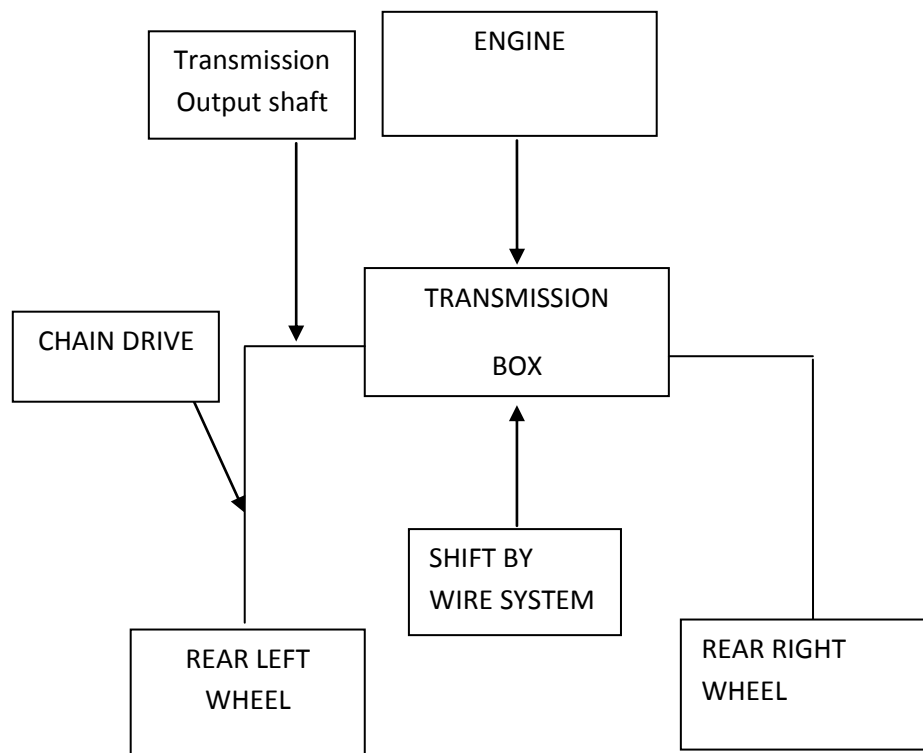 ENGINE
Transmission
Output shaft
TRANSMISSION
BOX
CHAIN DRIVE
SHIFT BY
WIRE SYSTEM
REAR LEFT
WHEEL
REAR RIGHT
WHEEL